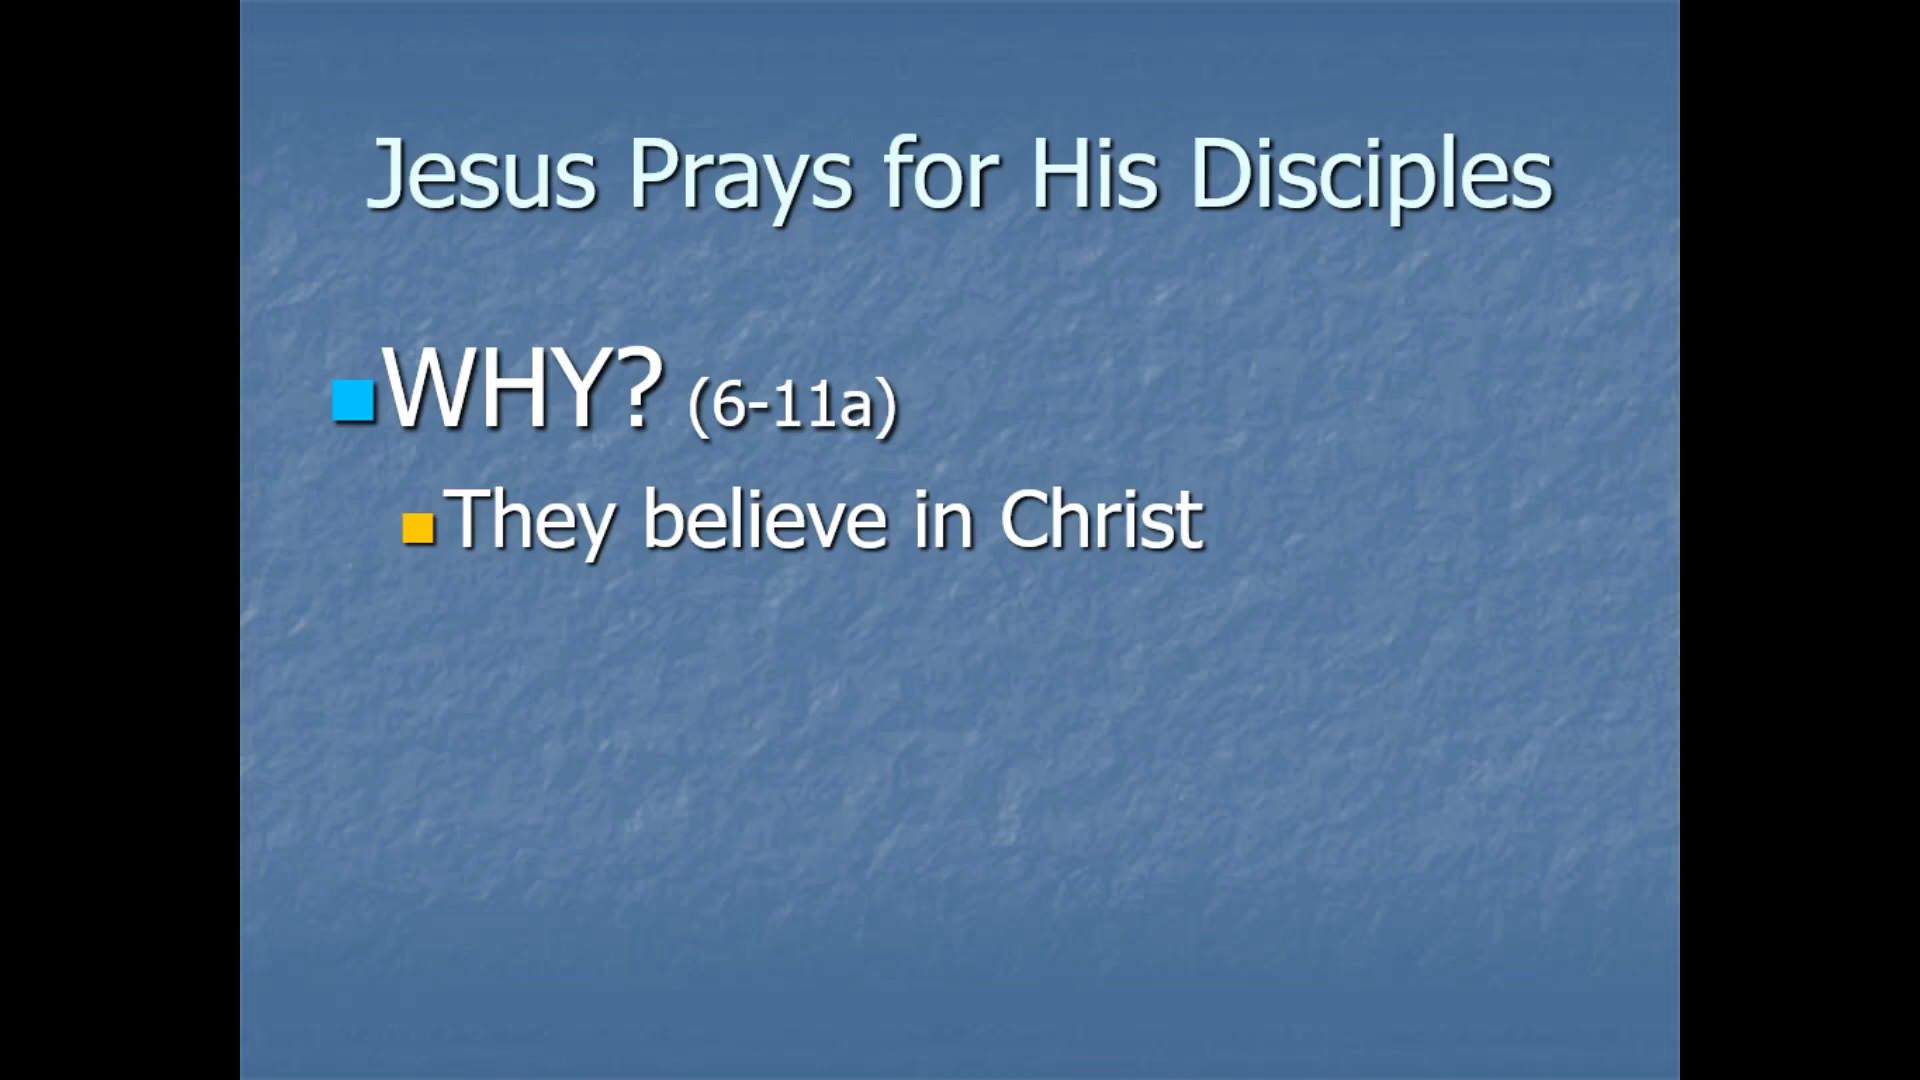 Jesus Prays for His Disciples
WHY? (6-11a)
They believe in Christ